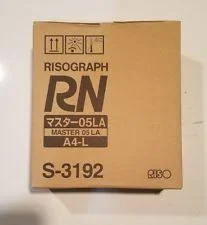 RISOGRAPH
RN
マスター05LA
MASTER 05 LA
A4-L
S-3192
RISO